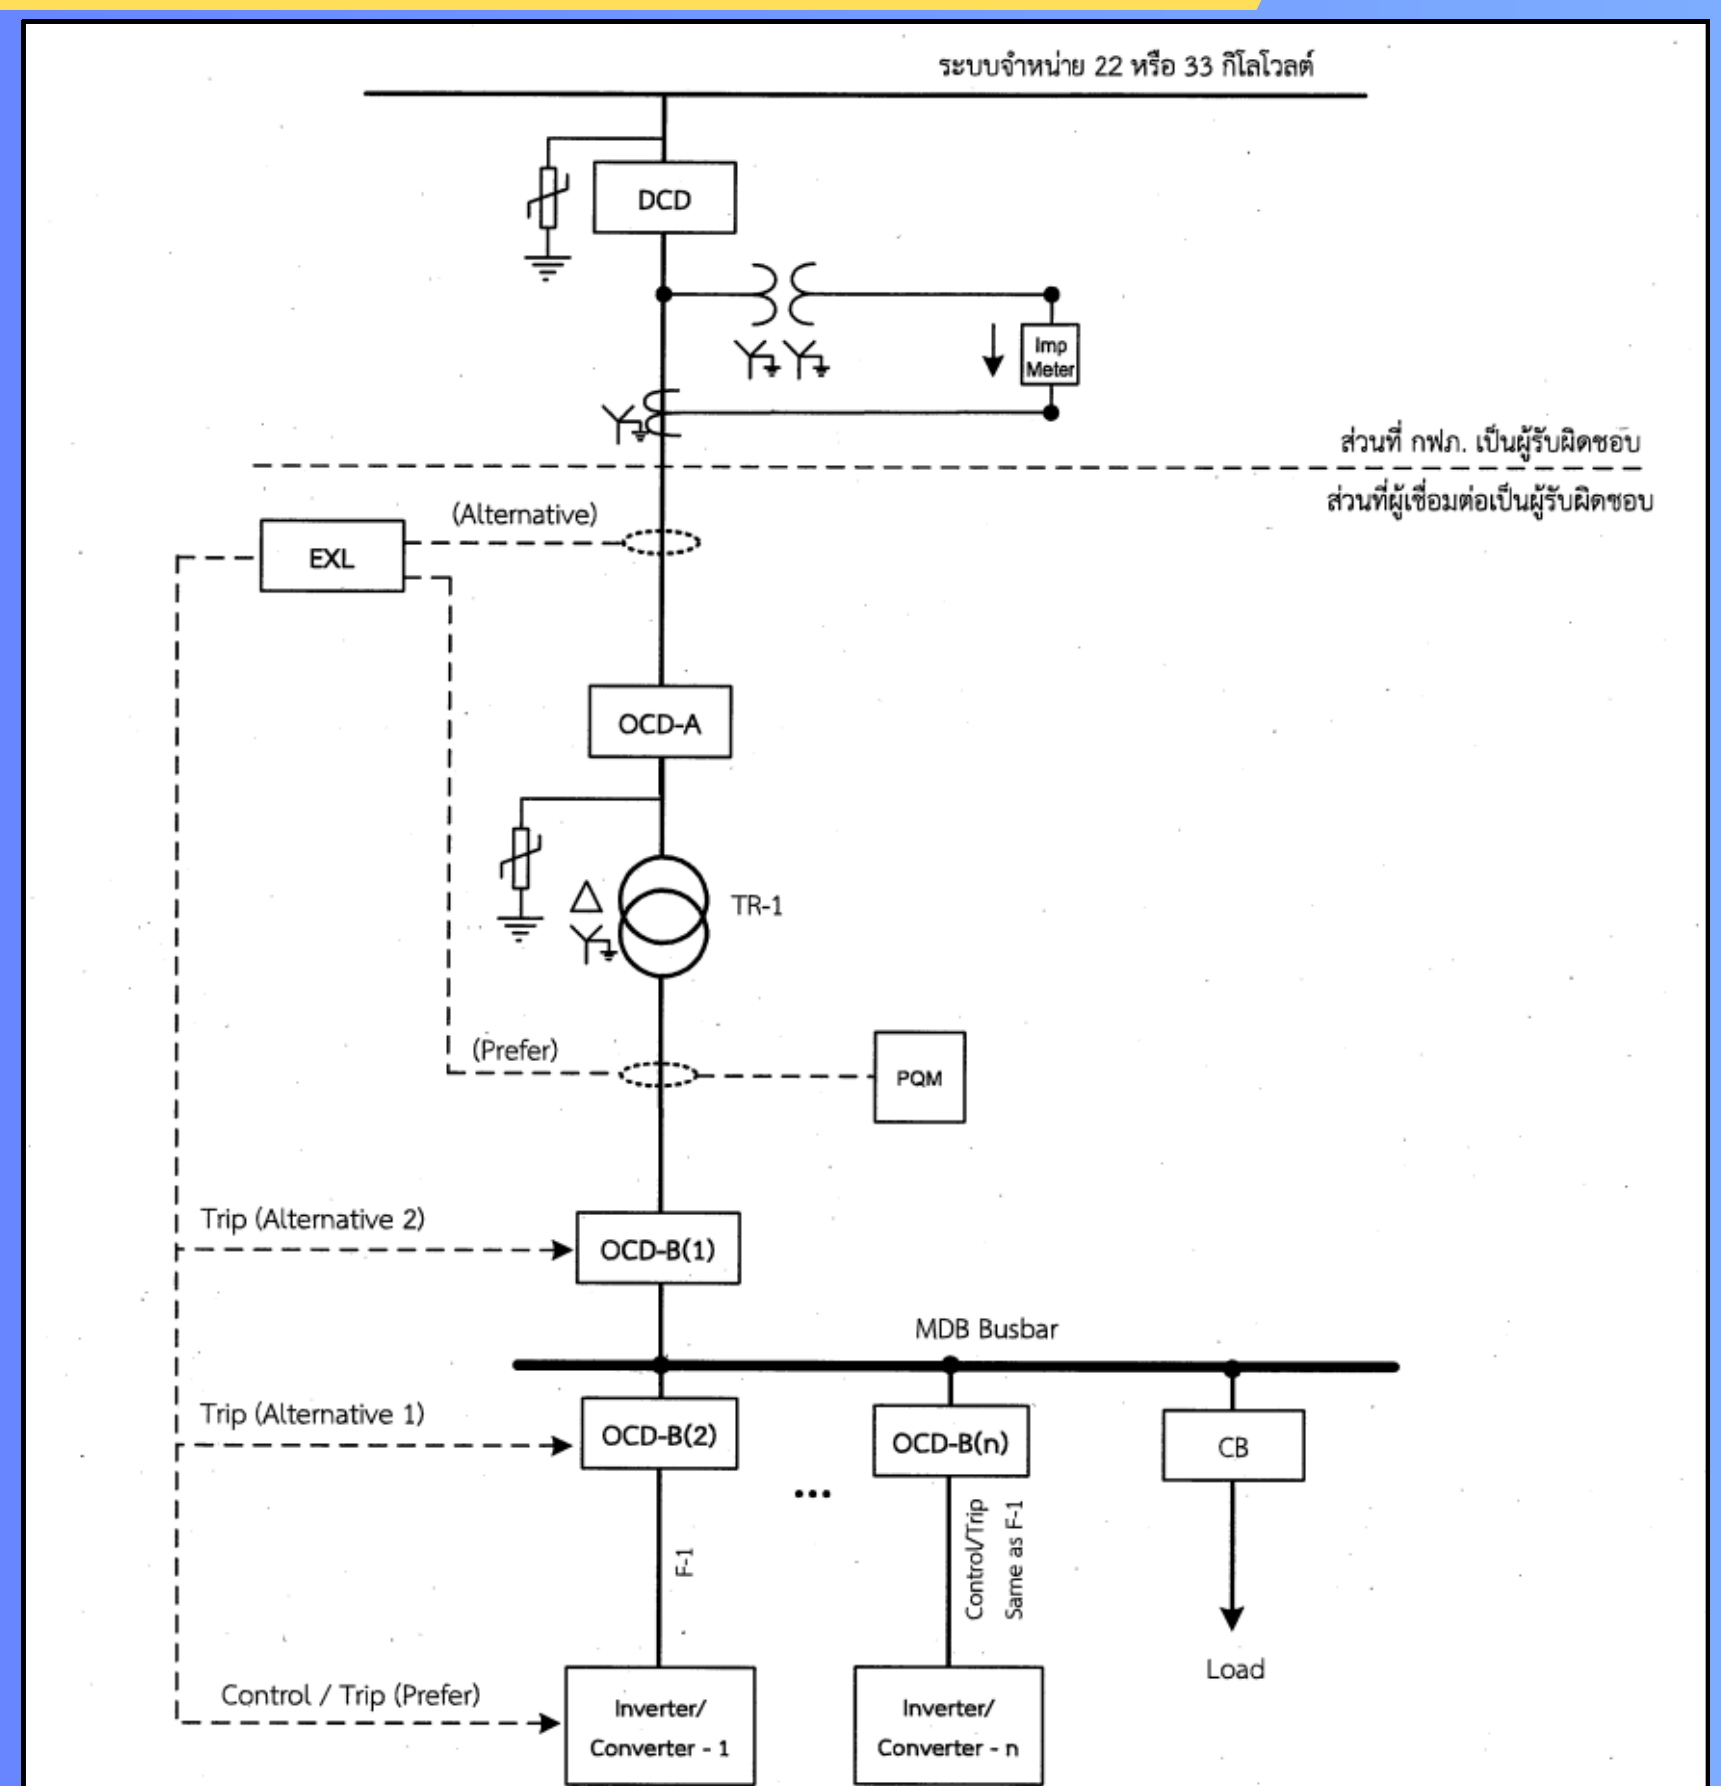 ระบบจำหน่าย 22 หรือ 33 กิโลโวลต์
DCD
Imp
Meter
ส่วนที่ กฟภ. เป็นผู้รับผิดชอบ
ส่วนที่ผู้เชื่อมต่อเป็นผู้รับผิดชอบ
(Alternative)
EXL
OCD-A
TR-1
(Prefer)
PQM
Trip (Alternative 2)
OCD-B(1)
MDB Busbar
Trip (Alternative 1)
OCD-B(2)
OCD-B(n)
CB
...
F-1
Control/Trip
Same as F-1
Load
Control / Trip (Prefer)
Inverter/
Converter - 1
Inverter/
Converter - n